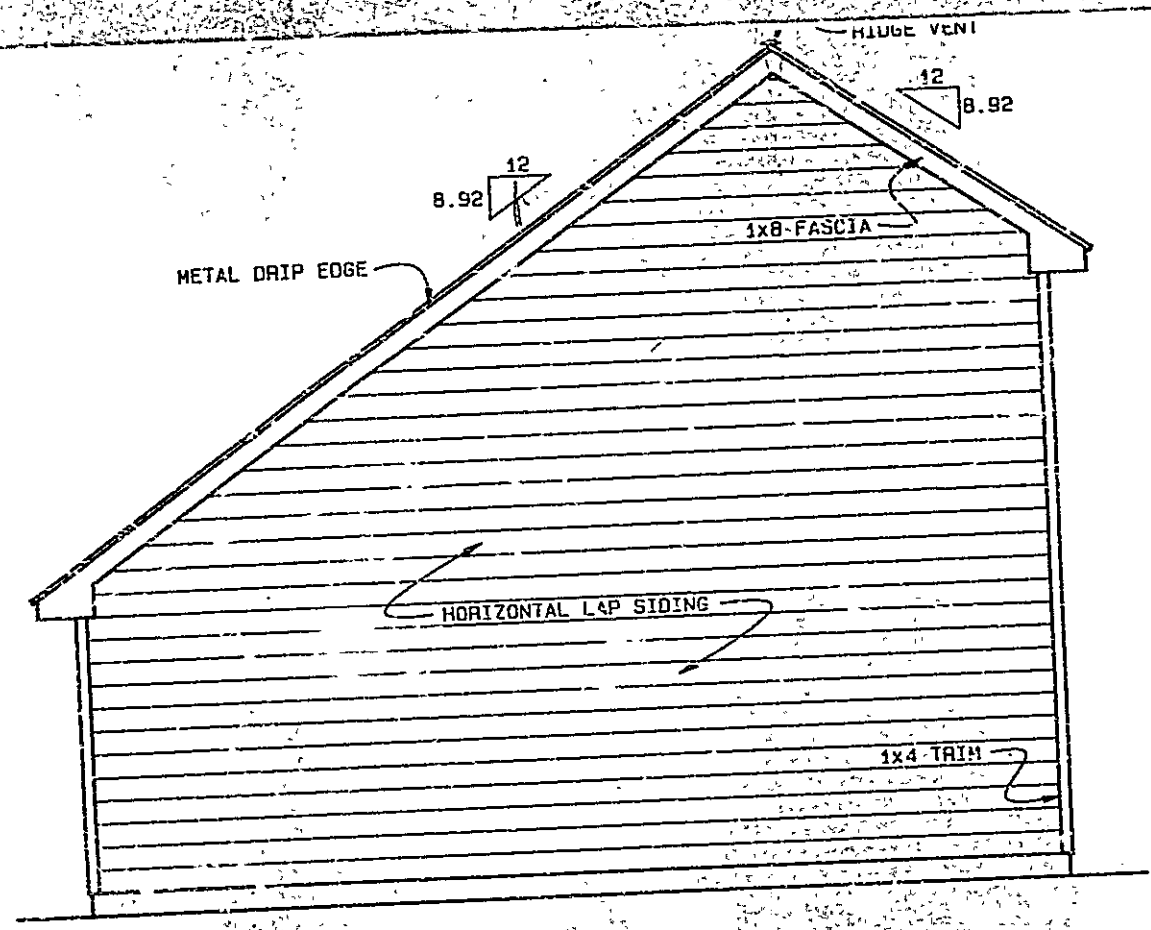 RIDGE VENT
12
8.92
12
8.92
1x8-FASCIA
METAL DRIP EDGE
HORIZONTAL LAP SIDING
1x4 TRIM